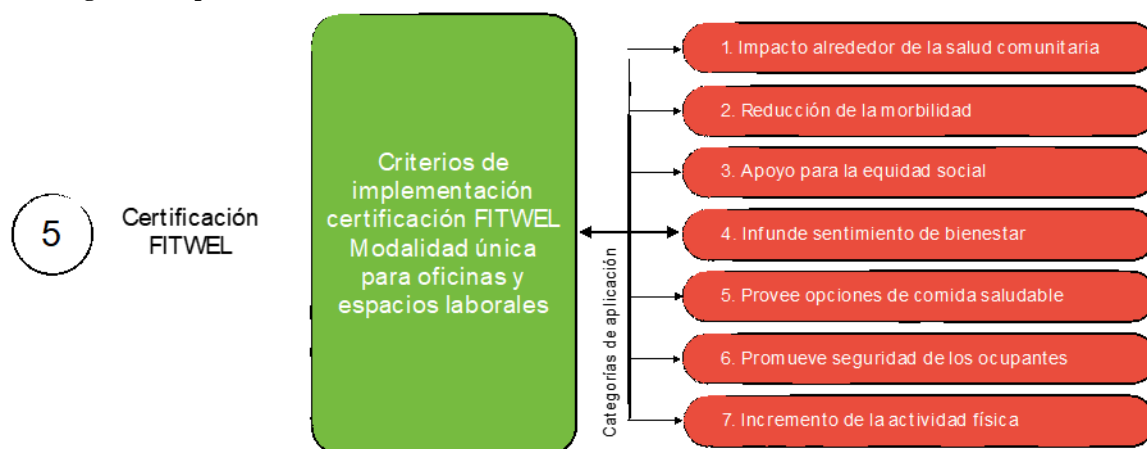 5
Certificación
FITWEL
Criterios de
implementación
certificación FITWEL
Modalidad única
para oficinas y
espacios laborales
Categorías de aplicación
1. Impacto alrededor de la salud comunitaria
2. Reducción de la morbilidad
3. Apoyo para la equidad social
4. Infunde sentimiento de bienestar
5. Provee opciones de comida saludable
6. Promueve seguridad de los ocupantes
7. Incremento de la actividad física